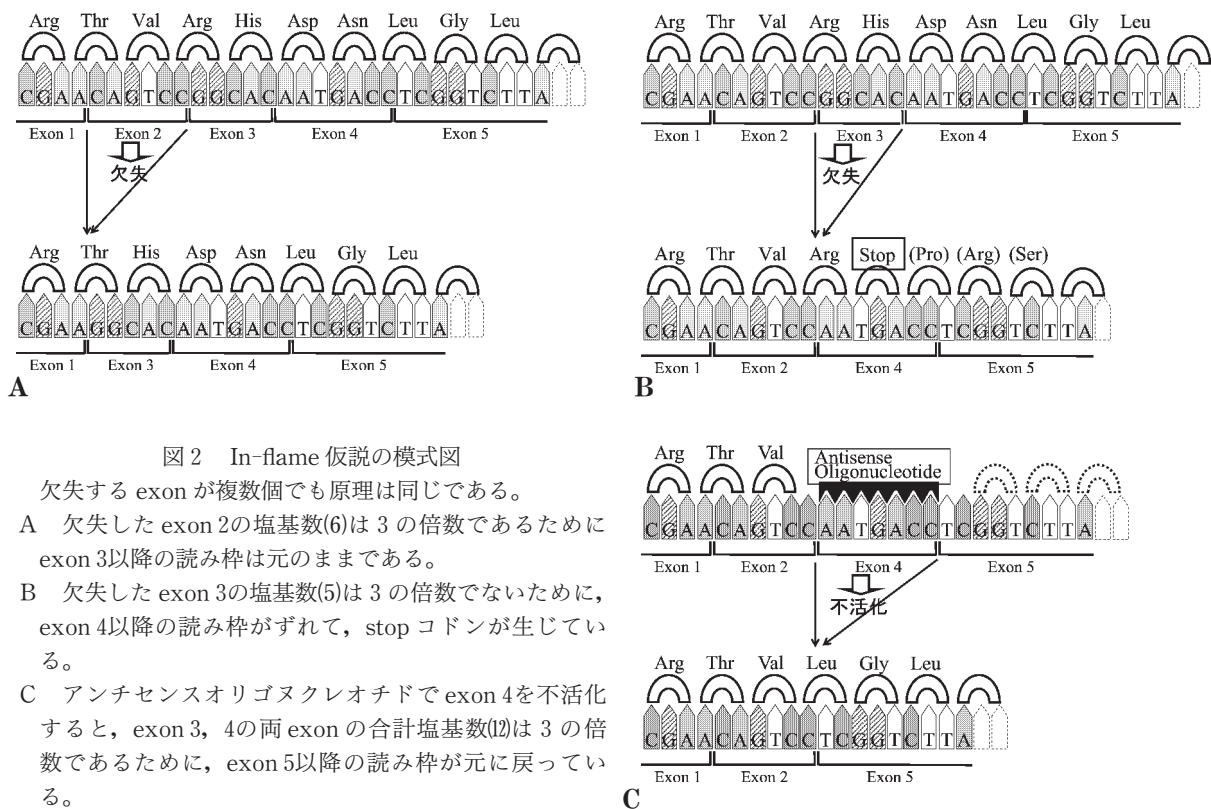 Arg Thr Val Arg His Asp Asn Leu Gly Leu
CGAACAGTCCGGCACAATGACCTCGGTCTTA
Exon 1 Exon 2 Exon 3 Exon 4 Exon 5
欠失
Arg Thr His Asp Asn Leu Gly Leu
CGAAGGCACAATGACCTCGGTCTTA
Exon 1 Exon 3 Exon 4 Exon 5
A
Arg Thr Val Arg His Asp Asn Leu Gly Leu
CGAACAGTCCGGCACAATGACCTCGGTCTTA
Exon 1 Exon 2 Exon 3 Exon 4 Exon 5
欠失
Arg Thr Val Arg Stop (Pro) (Arg) (Ser)
CGAACAGTCCAATGACCTCGGTCTTA
Exon 1 Exon 2 Exon 4 Exon 5
B
図 2 In-flame 仮説の模式図
欠失する exon が複数個でも原理は同じである。
A 欠失した exon 2の塩基数(6)は 3 の倍数であるために
exon 3以降の読み枠は元のままである。
B 欠失した exon 3の塩基数(5)は 3 の倍数でないために，
exon 4以降の読み枠がずれて，stop コドンが生じてい
る。
C アンチセンスオリゴヌクレオチドで exon 4を不活化
すると，exon 3，4の両 exon の合計塩基数(12)は 3 の倍
数であるために，exon 5以降の読み枠が元に戻ってい
る。
Arg Thr Val
Antisense
Oligonucleotide
CGAACAGTCCAATGACCTCGGTCTTA
Exon 1 Exon 2 Exon 4 Exon 5
不活化
Arg Thr Val Leu Gly Leu
CGAACAGTCCTCGGTCTTA
Exon 1 Exon 2 Exon 5
C